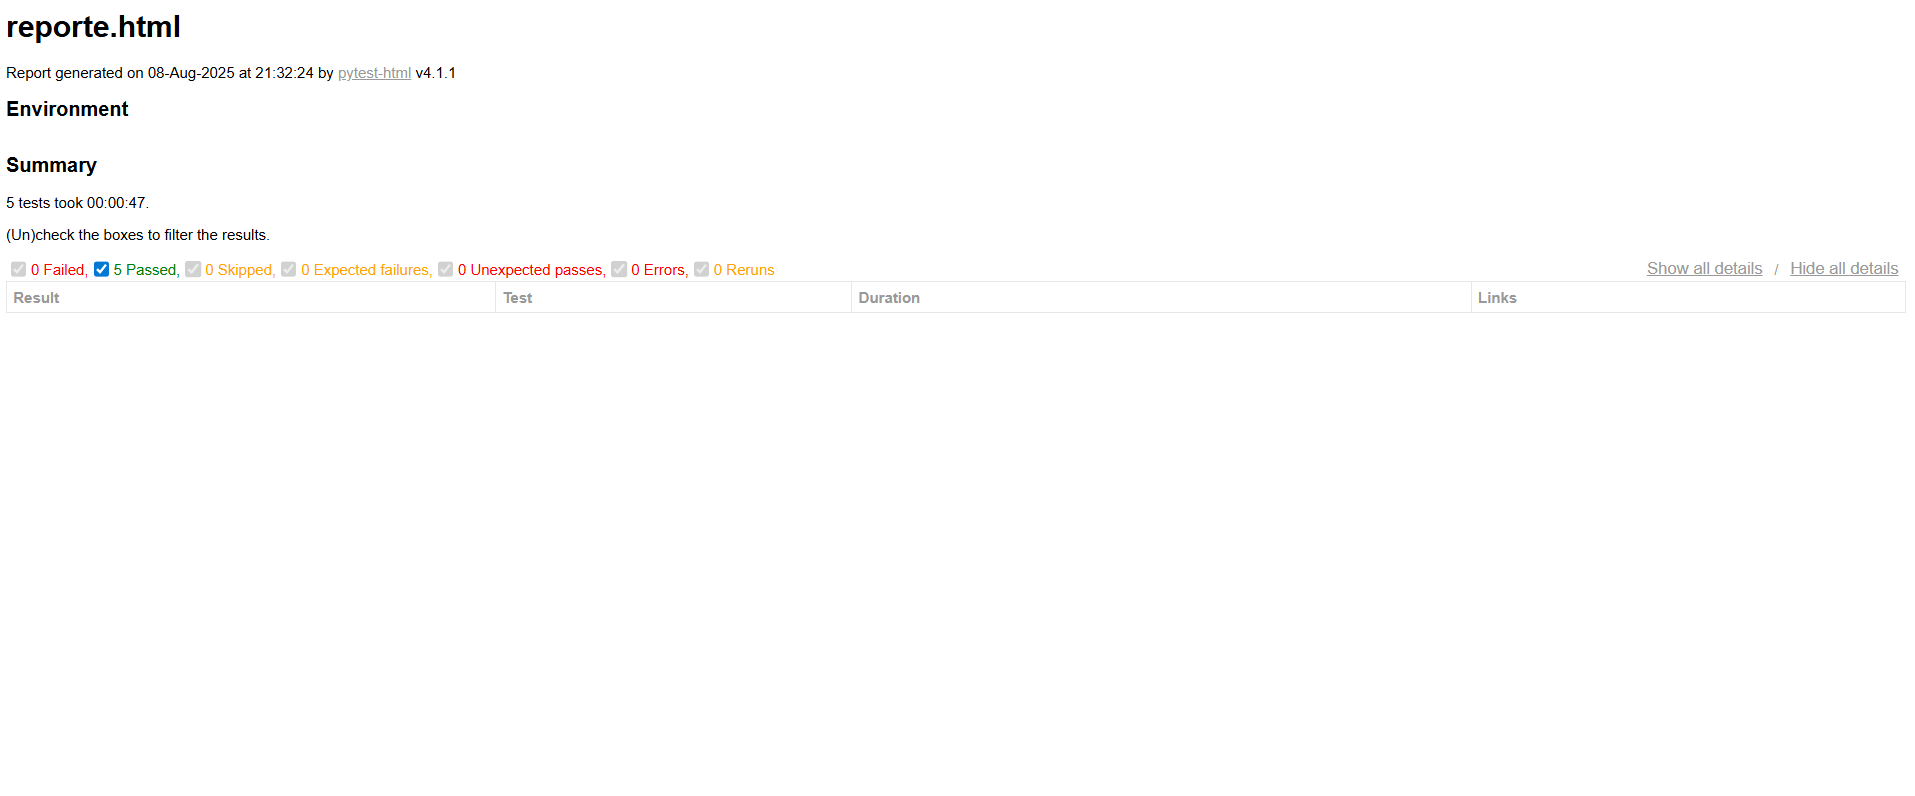 reporte.html
Report generated on 08-Aug-2025 at 21:32:24 by pytest-html v4.1.1
Environment
Summary
5 tests took 00:00:47.
(Un)check the boxes to filter the results.
0 Failed, 5 Passed, 0 Skipped, 0 Expected failures, 0 Unexpected passes, 0 Errors, 0 Reruns Show all details / Hide all details
Result Test Duration Links